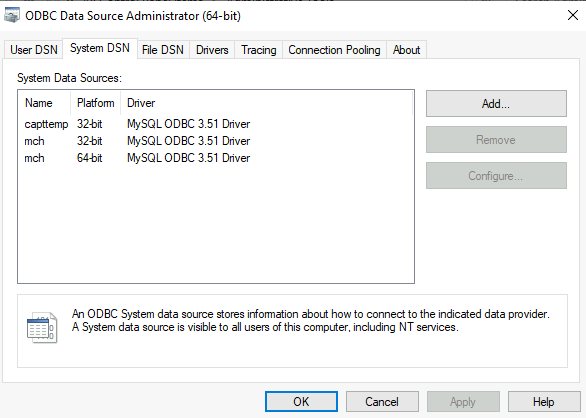 ODBC Data Source Administrator (64-bit)
User DSN System DSN File DSN Drivers Tracing Connection Pooling About
System Data Sources:
Name Platform Driver
capttemp 32-bit MySQL ODBC 3.51 Driver
mch 32-bit MySQL ODBC 3.51 Driver
mch 64-bit MySQL ODBC 3.51 Driver
Add...
Remove
Configure...
An ODBC System data source stores information about how to connect to the indicated data provider.
A System data source is visible to all users of this computer, including NT services.
OK Cancel Apply Help